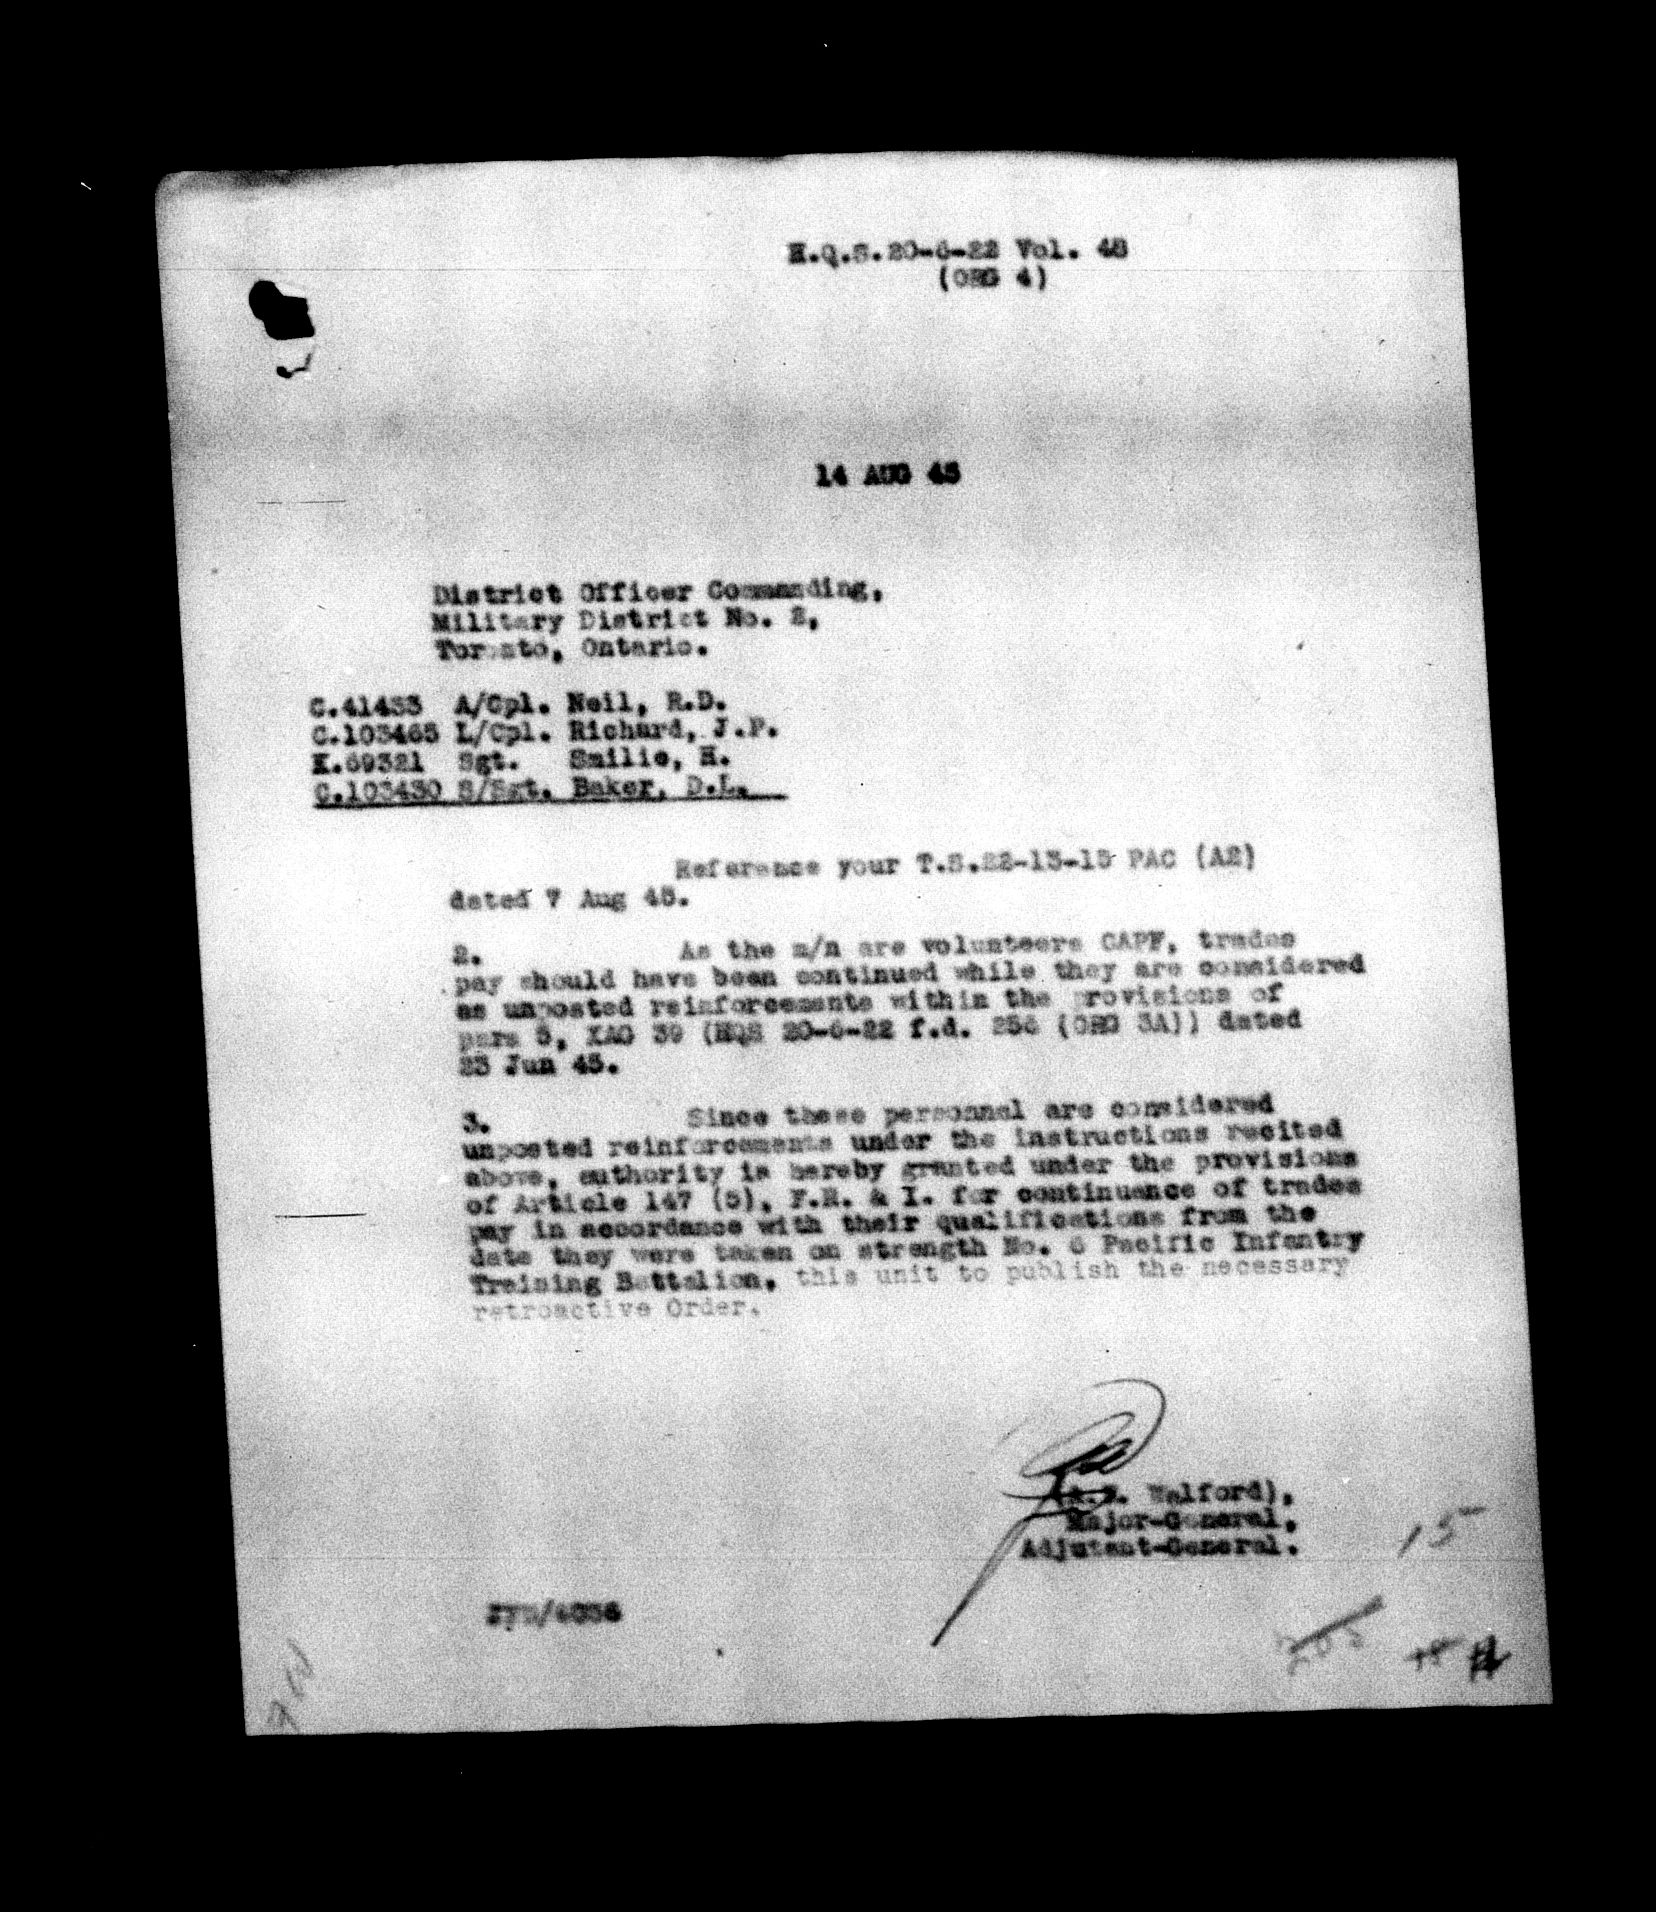 H.Q.S.20-6-22 Vol. 48
(ORG 4)
14 AUG 45
District Officer Commanding,
Military District No. 2,
Toronto, Ontario.
C.41433 A/Cpl. Neil, R.D.
C.103465 L/Cpl. Richard, J.P.
K.69321 Sgt. Smilie, H.
C.103430 S/Sgt. Baker, D.L.
Reference your T.S.22-13-15 PAC (A2)
dated 7 Aug 45.
2. As the m/n are volunteers CAPF, trades
pay should have been continued while they are considered
as unposted reinforcements within the provisions of
para 5, KAG 39 (HQS 20-6-22 f.d. 256 (ORG 3A)) dated
23 Jun 45.
3. Since these personnel are considered
unposted reinforcements under the instructions recited
above, authority is hereby granted under the provisions
of Article 147 (5), F.R. & I. for continuance of trades
pay in accordance with their qualifications from the
date they were taken on strength No. 6 Pacific Infantry
Training Battalion, this unit to publish the necessary
retroactive Order.
Walford),
Major-General,
Adjutant-General.
15